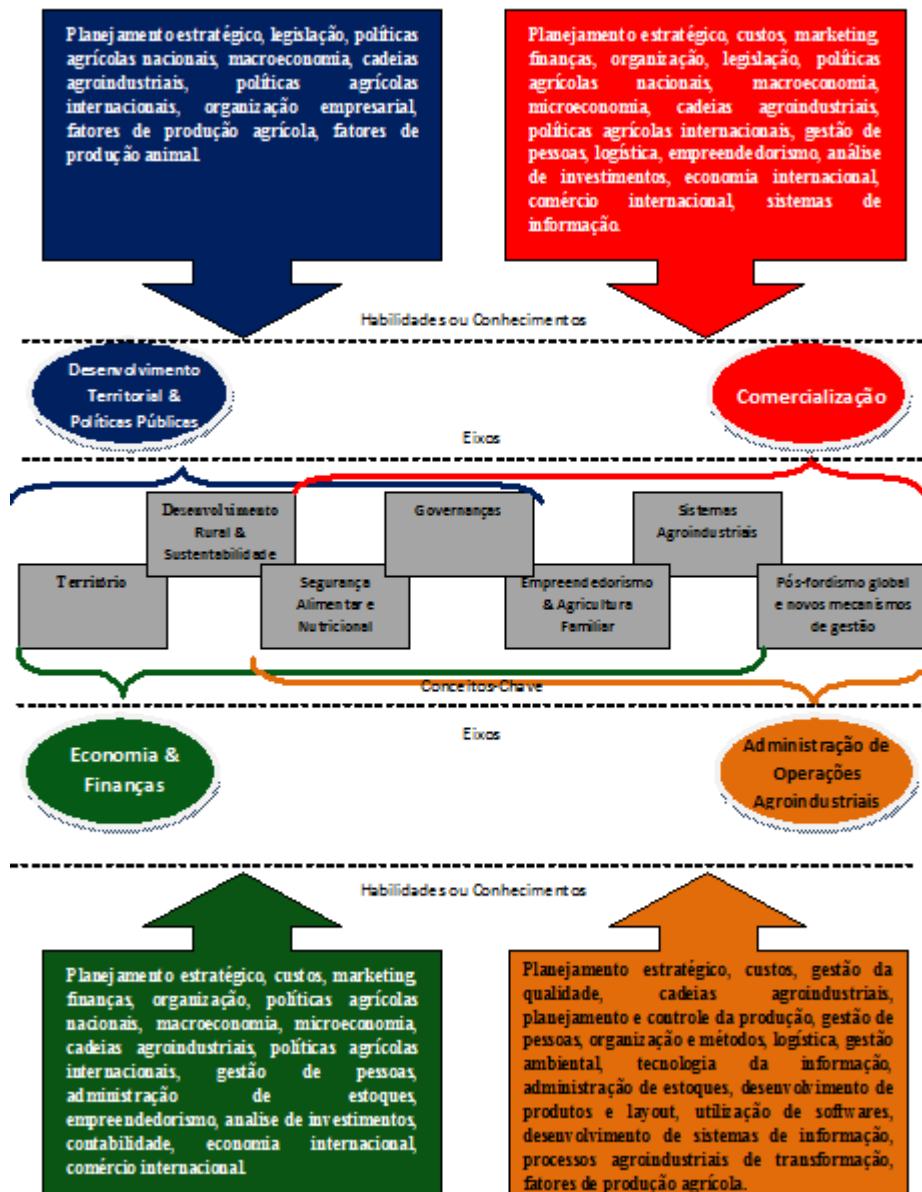 Planejamento estratégico, legislação, políticas
agrícolas nacionais, macroeconomia, cadeias
agroindustriais, políticas agrícolas
internacionais, organização empresarial,
fatores de produção agrícola, fatores de
produção animal.
Planejamento estratégico, custos, marketing,
finanças, organização, legislação, políticas
agrícolas nacionais, macroeconomia,
microeconomia, cadeias agroindustriais,
políticas agrícolas internacionais, gestão de
pessoas, logística, empreendedorismo, análise
de investimentos, economia internacional,
comércio internacional, sistemas de
informação.
Habilidades ou Conhecimentos
Desenvolvimento
Territorial &
Políticas Públicas
Comercialização
Eixos
Desenvolvimento
Rural &
Sustentabilidade
Governanças
Sistemas
Agroindustriais
Território
Segurança
Alimentar e
Nutricional
Empreendedorismo
& Agricultura
Familiar
Pós-fordismo global
e novos mecanismos
de gestão
Conceitos-Chave
Eixos
Economia &
Finanças
Administração de
Operações
Agroindustriais
Habilidades ou Conhecimentos
Planejamento estratégico, custos, marketing,
finanças, organização, políticas agrícolas
nacionais, macroeconomia, microeconomia,
cadeias agroindustriais, políticas agrícolas
internacionais, gestão de pessoas,
administração de estoques,
empreendedorismo, analise de investimentos,
contabilidade, economia internacional,
comércio internacional.
Planejamento estratégico, custos, gestão da
qualidade, cadeias agroindustriais,
planejamento e controle da produção, gestão de
pessoas, organização e métodos, logística, gestão
ambiental, tecnologia da informação,
administração de estoques, desenvolvimento de
produtos e layout, utilização de softwares,
desenvolvimento de sistemas de informação,
processos agroindustriais de transformação,
fatores de produção agrícola.